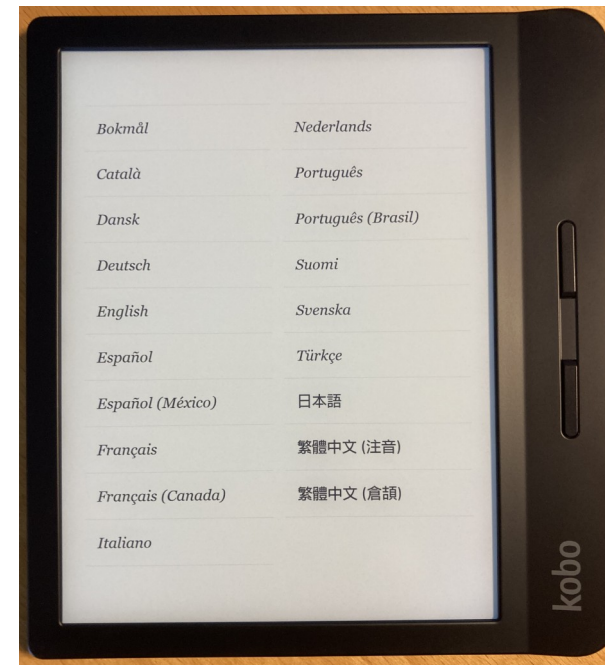 Bokmål
Català
Dansk
Deutsch
English
Español
Español (México)
Français
Français (Canada)
Italiano
Nederlands
Português
Português (Brasil)
Suomi
Svenska
Türkçe
日本語
繁體中文 (注音)
繁體中文 (倉頡)
kobo